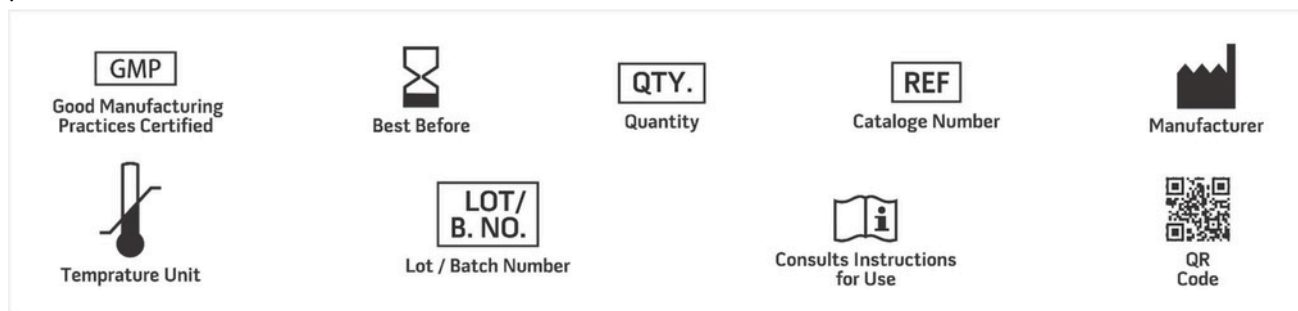 GMP
Good Manufacturing
Practices Certified
Best Before
QTY.
Quantity
REF
Cataloge Number
Manufacturer
Temprature Unit
LOT/
B. NO.
Lot / Batch Number
i
Consults Instructions
for Use
QR
Code